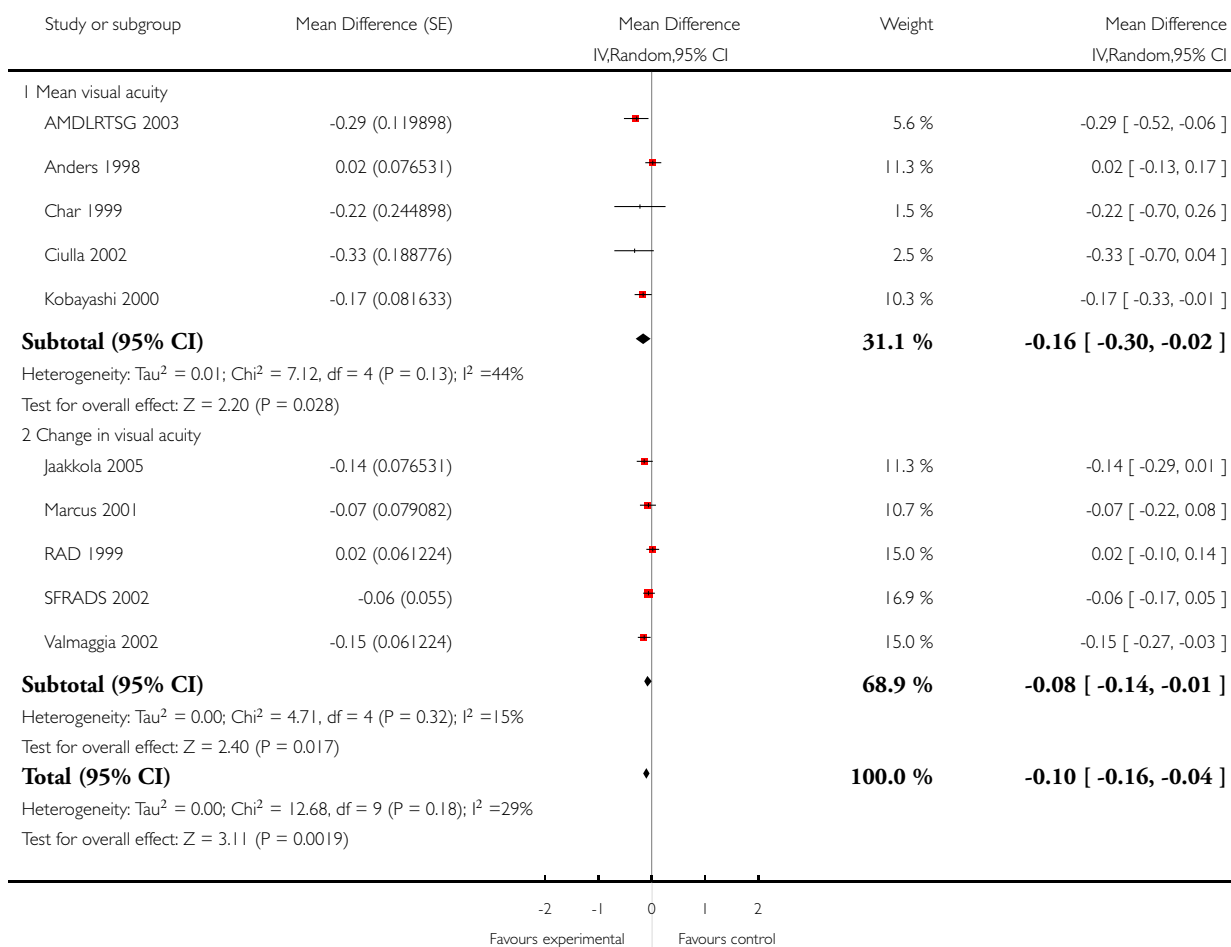 Study or subgroup Mean Difference (SE) Mean Difference Weight Mean Difference
IV,Random,95% CI IV,Random,95% CI
1 Mean visual acuity
AMDLRTSG 2003 -0.29 (0.119898) 5.6 % -0.29 [ -0.52, -0.06 ]
Anders 1998 0.02 (0.076531) 11.3 % 0.02 [ -0.13, 0.17 ]
Char 1999 -0.22 (0.244898) 1.5 % -0.22 [ -0.70, 0.26 ]
Ciulla 2002 -0.33 (0.188776) 2.5 % -0.33 [ -0.70, 0.04 ]
Kobayashi 2000 -0.17 (0.081633) 10.3 % -0.17 [ -0.33, -0.01 ]
Subtotal (95% CI) 31.1 % -0.16 [ -0.30, -0.02 ]
Heterogeneity: Tau² = 0.01; Chi² = 7.12, df = 4 (P = 0.13); I² =44%
Test for overall effect: Z = 2.20 (P = 0.028)
2 Change in visual acuity
Jaakkola 2005 -0.14 (0.076531) 11.3 % -0.14 [ -0.29, 0.01 ]
Marcus 2001 -0.07 (0.079082) 10.7 % -0.07 [ -0.22, 0.08 ]
RAD 1999 0.02 (0.061224) 15.0 % 0.02 [ -0.10, 0.14 ]
SFRADS 2002 -0.06 (0.055) 16.9 % -0.06 [ -0.17, 0.05 ]
Valmaggia 2002 -0.15 (0.061224) 15.0 % -0.15 [ -0.27, -0.03 ]
Subtotal (95% CI) 68.9 % -0.08 [ -0.14, -0.01 ]
Heterogeneity: Tau² = 0.00; Chi² = 4.71, df = 4 (P = 0.32); I² =15%
Test for overall effect: Z = 2.40 (P = 0.017)
Total (95% CI) 100.0 % -0.10 [ -0.16, -0.04 ]
Heterogeneity: Tau² = 0.00; Chi² = 12.68, df = 9 (P = 0.18); I² =29%
Test for overall effect: Z = 3.11 (P = 0.0019)
-2 -1 0 1 2
Favours experimental Favours control